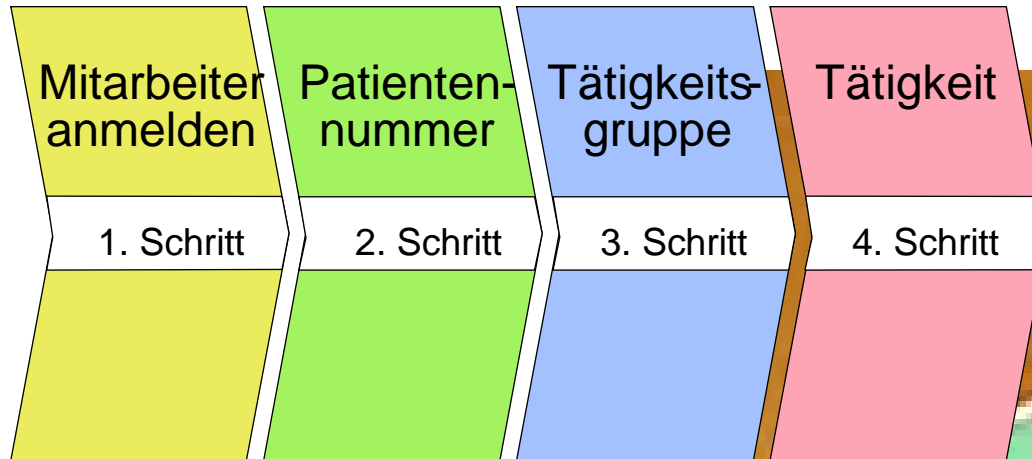 Mitarbeiter
anmelden
1. Schritt
Patienten-
nummer
2. Schritt
Tätigkeits-
gruppe
3. Schritt
Tätigkeit
4. Schritt